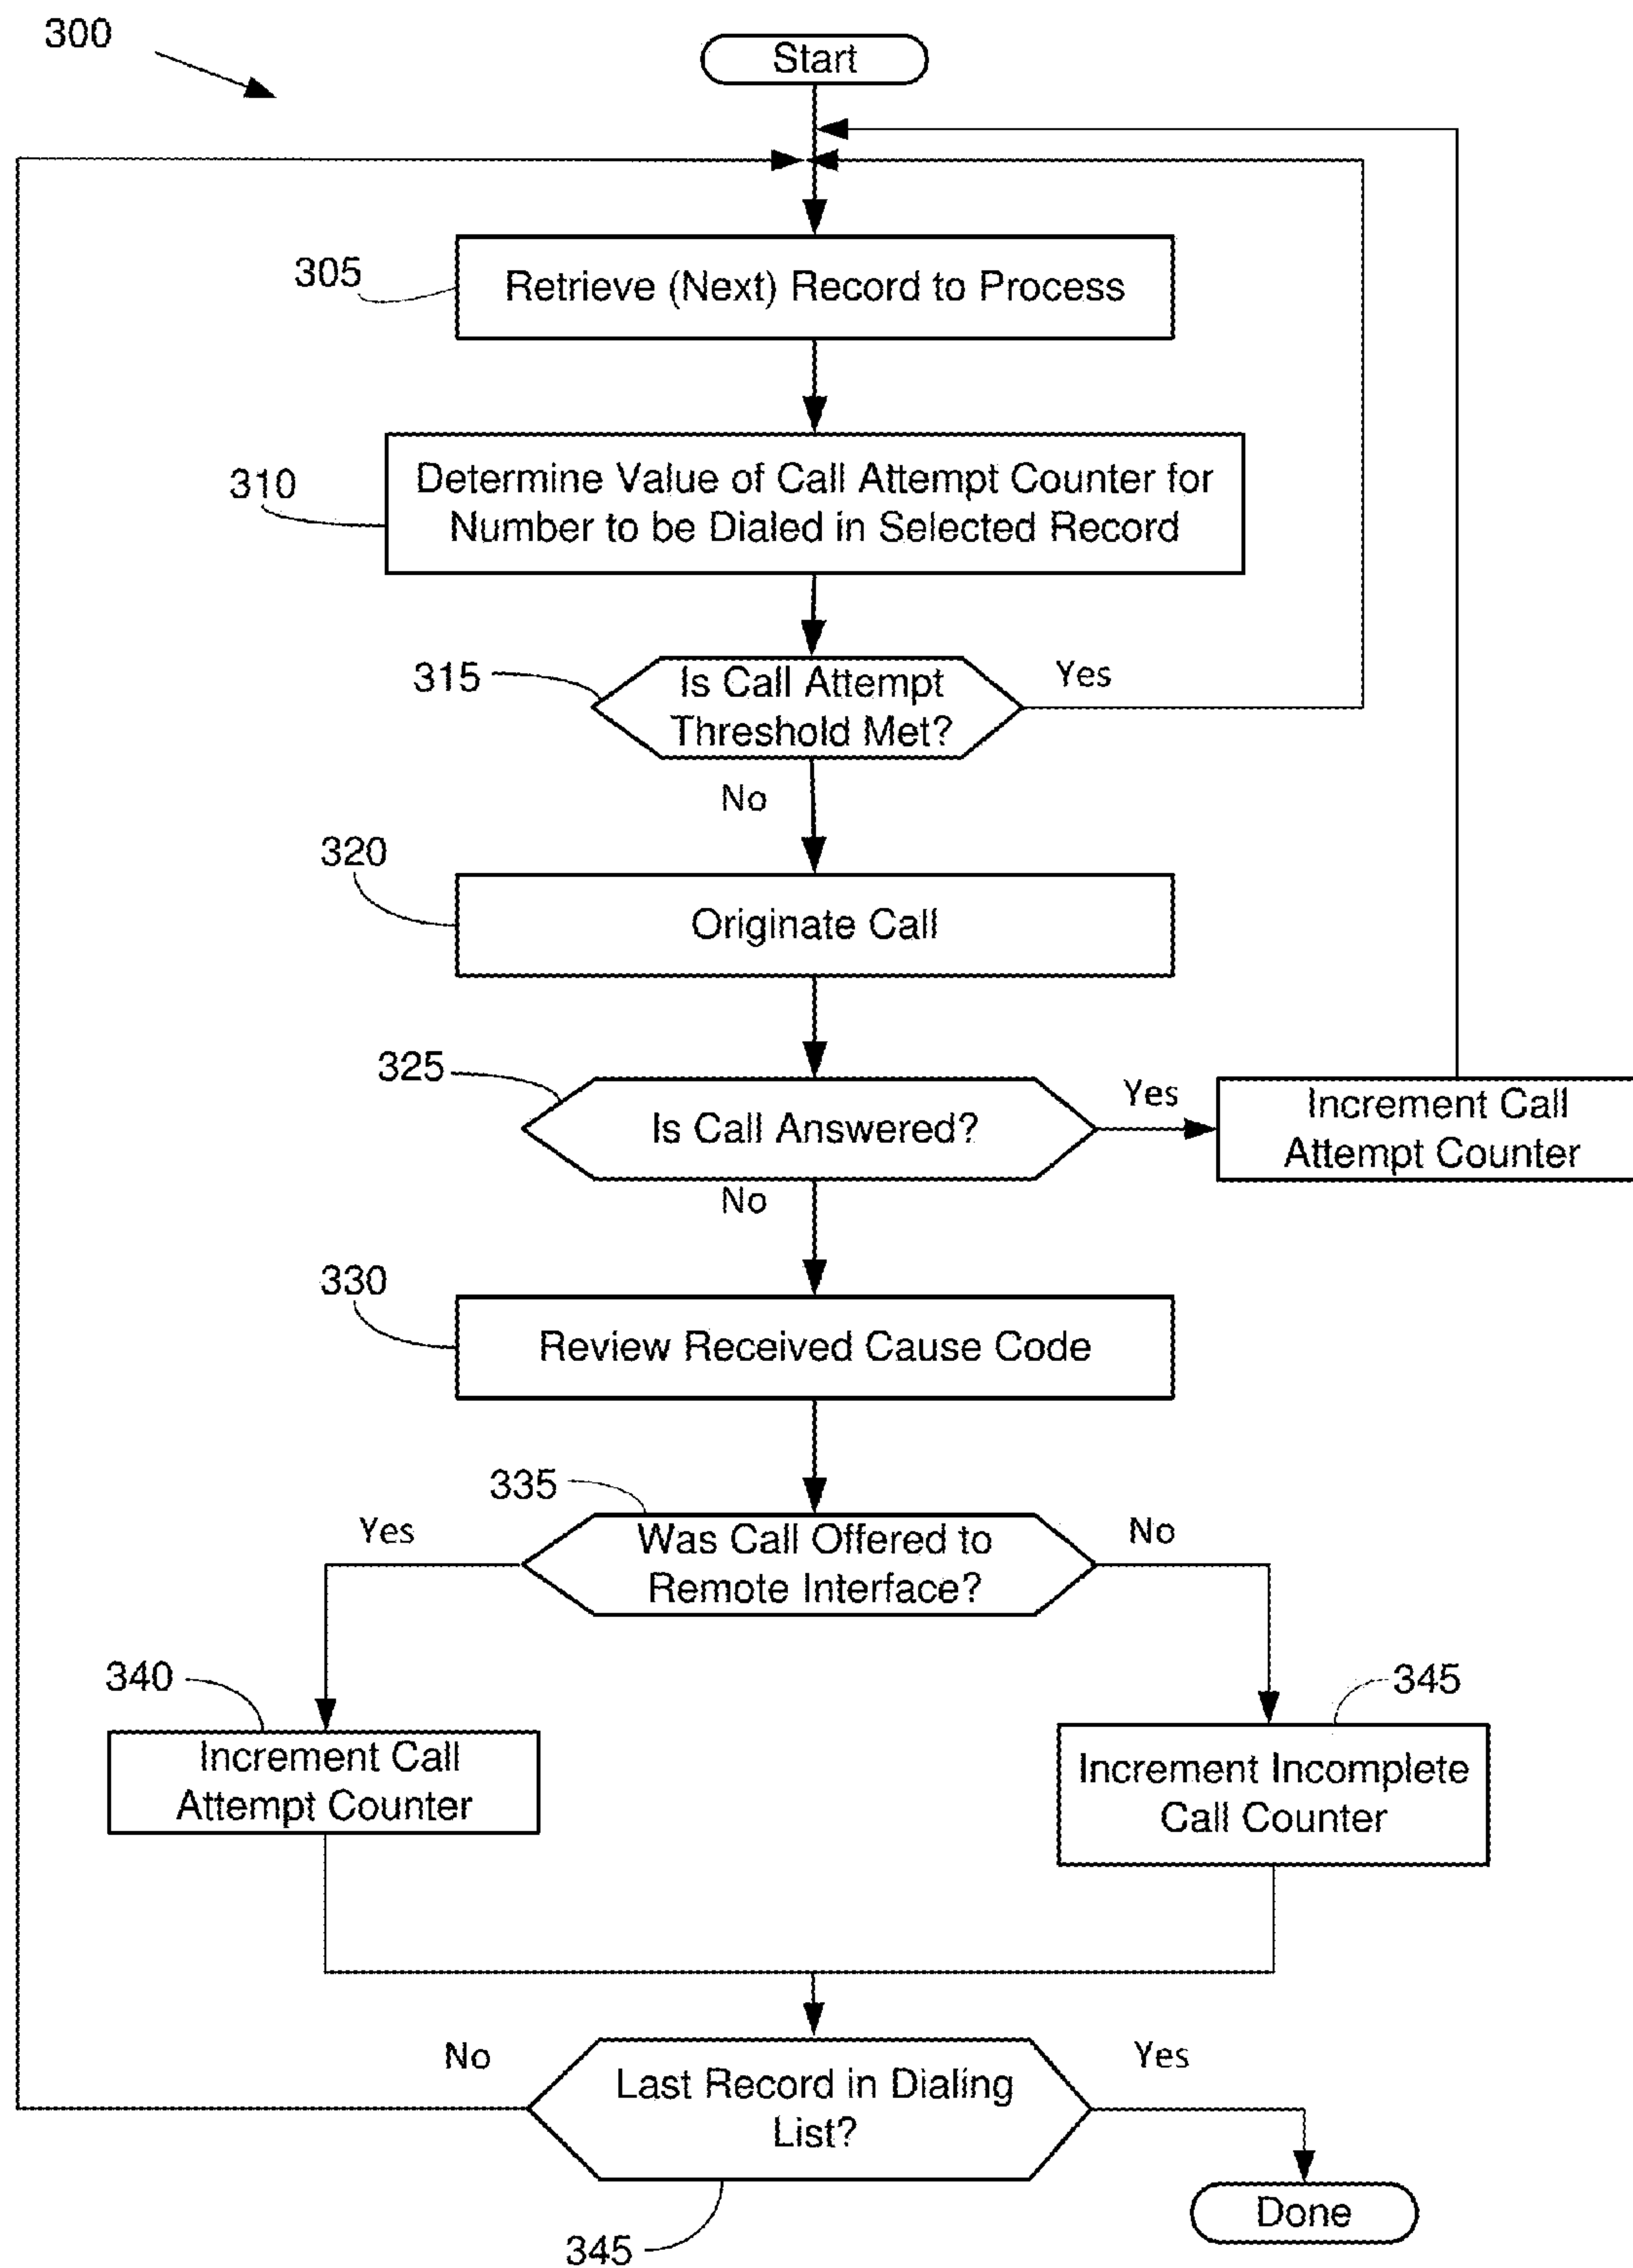 300
Start
305
Retrieve (Next) Record to Process
310
Determine Value of Call Attempt Counter for
Number to be Dialed in Selected Record
315
Is Call Attempt
Threshold Met?
Yes
No
320
Originate Call
325
Is Call Answered?
Yes
Increment Call
Attempt Counter
No
330
Review Received Cause Code
335
Was Call Offered to
Remote Interface?
Yes
No
340
Increment Call
Attempt Counter
345
Increment Incomplete
Call Counter
No
Last Record in Dialing
List?
Yes
345
Done